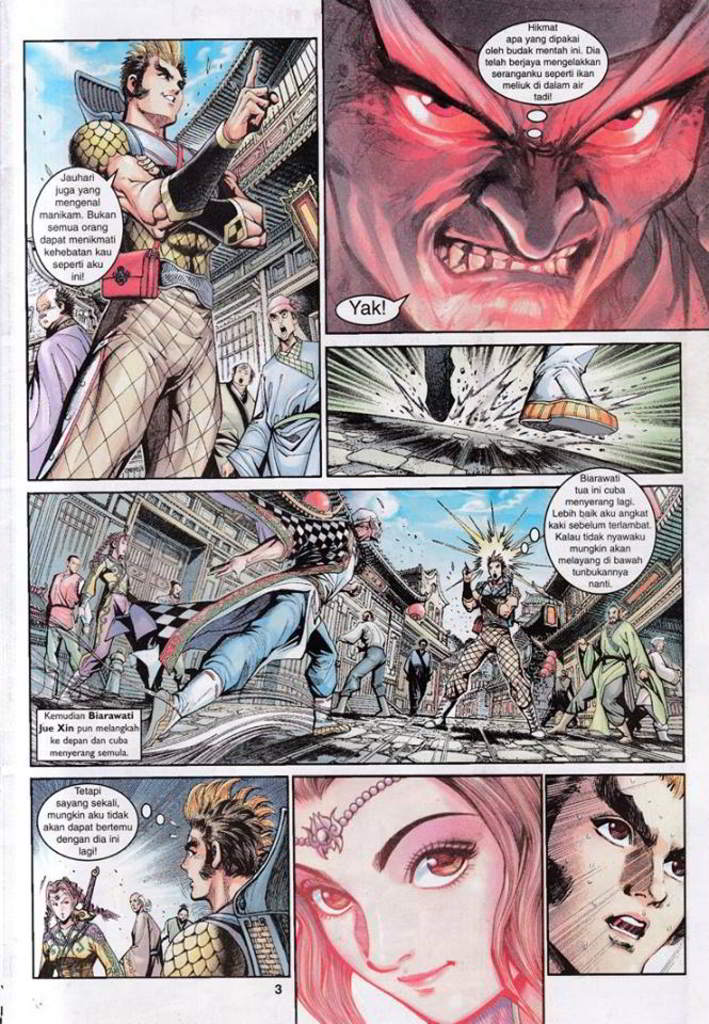 Jauhari
juga yang
mengenal
manikam. Bukan
semua orang
dapat menikmati
kehebatan kau
seperti aku
ini!
Hikmat
apa yang dipakai
oleh budak mentah ini. Dia
telah berjaya mengelakkan
seranganku seperti ikan
meliuk di dalam air
tadi!
Yak!
Biarawati
tua ini cuba
menyerang lagi.
Lebih baik aku angkat
kaki sebelum terlambat.
Kalau tidak nyawaku
mungkin akan
melayang di bawah
tunbukannya
nanti.
Kemudian Biarawati
Jue Xin pun melangkah
ke depan dan cuba
menyerang semula.
Tetapi
sayang sekali,
mungkin aku tidak
akan dapat bertemu
dengan dia ini
lagi!
3